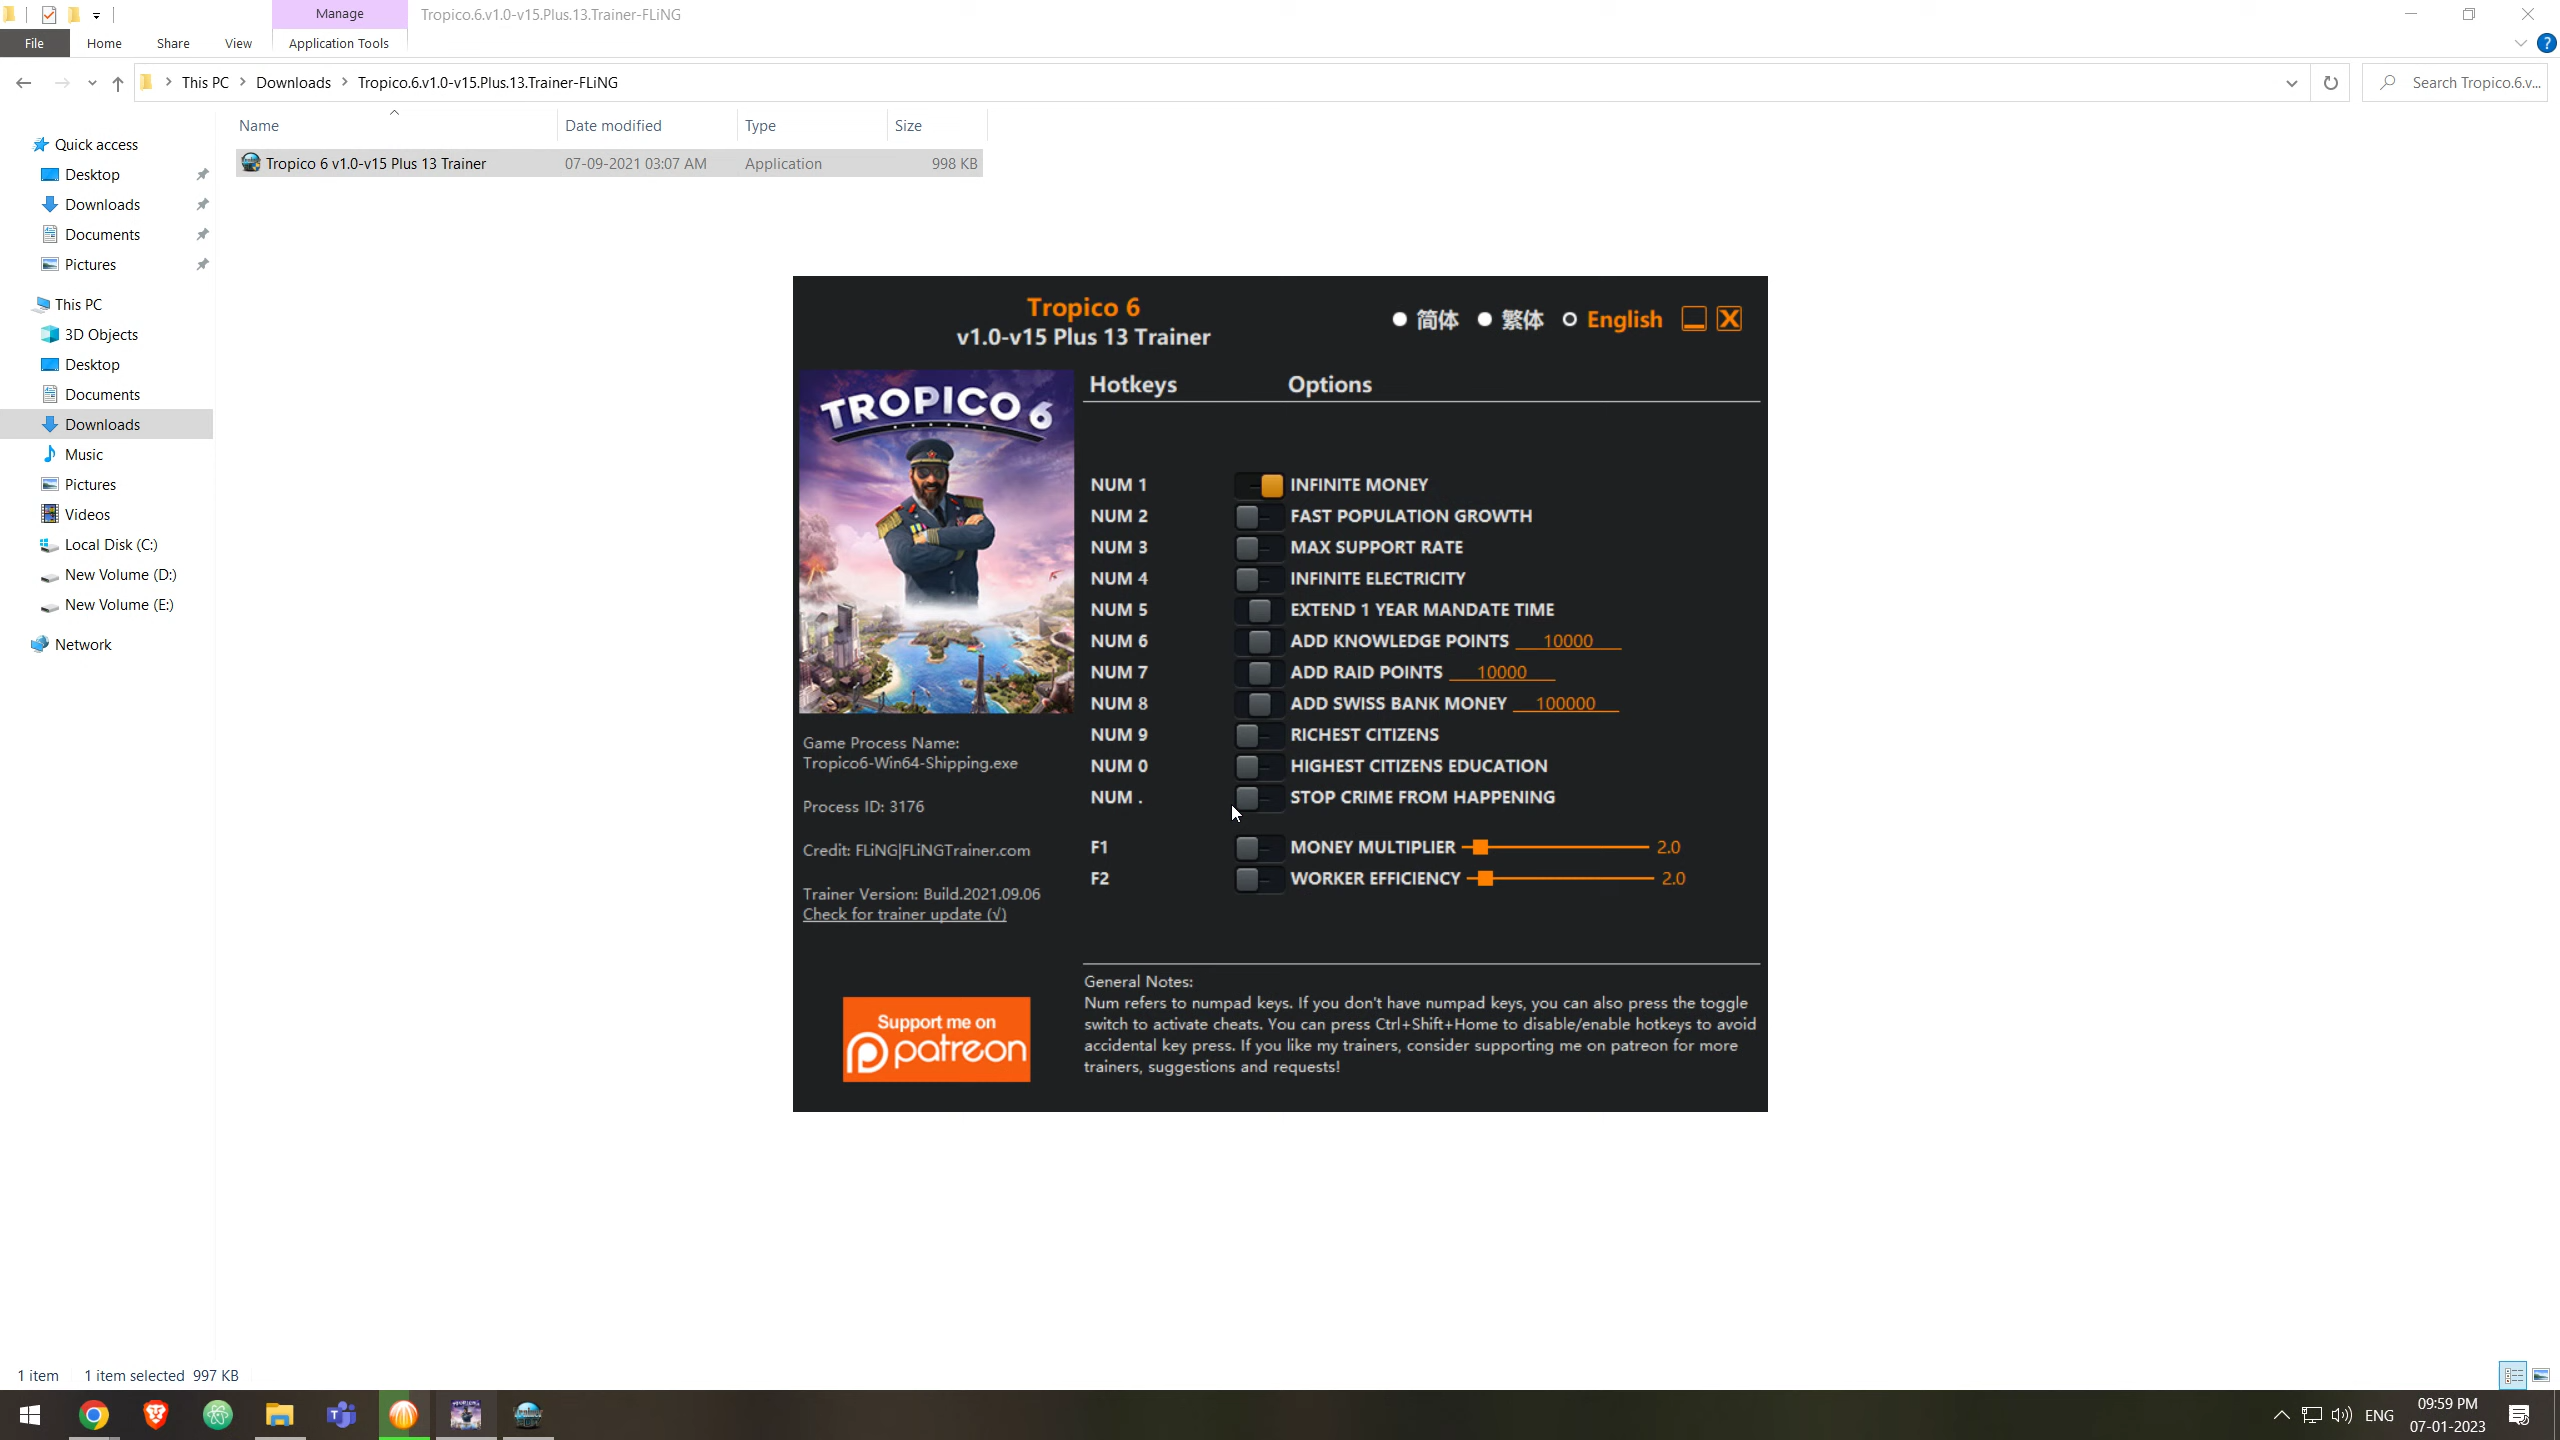 Manage
Tropico.6.v1.0-v15.Plus.13.Trainer-FLiNG
File
Home
Share
View
Application Tools
This PC > Downloads > Tropico.6.v1.0-v15.Plus.13.Trainer-FLiNG
Search Tropico.6.v...
Name
Date modified
Type
Size
Tropico 6 v1.0-v15 Plus 13 Trainer
07-09-2021 03:07 AM
Application
998 KB
Quick access
Desktop
Downloads
Documents
Pictures
This PC
3D Objects
Desktop
Documents
Downloads
Music
Pictures
Videos
Local Disk (C:)
New Volume (D:)
New Volume (E:)
Network
Tropico 6
v1.0-v15 Plus 13 Trainer
简体
繁体
English
TROPICO 6
Hotkeys
Options
NUM 1 INFINITE MONEY
NUM 2 FAST POPULATION GROWTH
NUM 3 MAX SUPPORT RATE
NUM 4 INFINITE ELECTRICITY
NUM 5 EXTEND 1 YEAR MANDATE TIME
NUM 6 ADD KNOWLEDGE POINTS 10000
NUM 7 ADD RAID POINTS 10000
NUM 8 ADD SWISS BANK MONEY 100000
NUM 9 RICHEST CITIZENS
NUM 0 HIGHEST CITIZENS EDUCATION
NUM . STOP CRIME FROM HAPPENING
F1 MONEY MULTIPLIER 2.0
F2 WORKER EFFICIENCY 2.0
Game Process Name:
Tropico6-Win64-Shipping.exe
Process ID: 3176
Credit: FLiNG|FLiNGTrainer.com
Trainer Version: Build.2021.09.06
Check for trainer update (√)
Support me on
patreon
General Notes:
Num refers to numpad keys. If you don't have numpad keys, you can also press the toggle
switch to activate cheats. You can press Ctrl+Shift+Home to disable/enable hotkeys to avoid
accidental key press. If you like my trainers, consider supporting me on patreon for more
trainers, suggestions and requests!
1 item
1 item selected 997 KB
ENG
09:59 PM
07-01-2023